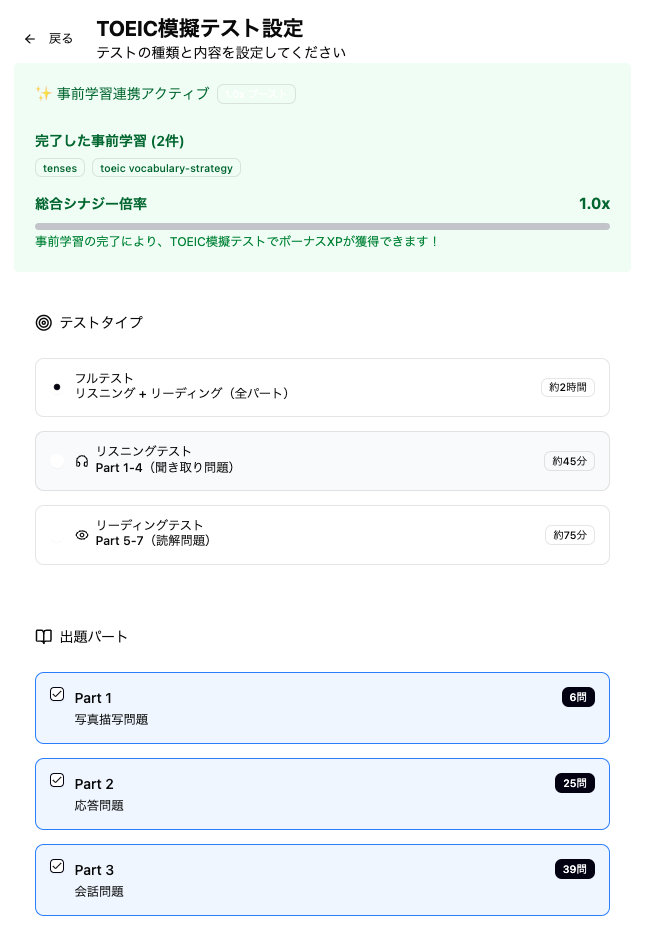 戻る
TOEIC模擬テスト設定
テストの種類と内容を設定してください
✨ 事前学習連携アクティブ
完了した事前学習 (2件)
tenses
toeic vocabulary-strategy
総合シナジー倍率
1.0x
事前学習の完了により、TOEIC模擬テストでボーナスXPが獲得できます！
テストタイプ
フルテスト
リスニング + リーディング（全パート）
約2時間
リスニングテスト
Part 1-4（聞き取り問題）
約45分
リーディングテスト
Part 5-7（読解問題）
約75分
出題パート
Part 1
6問
写真描写問題
Part 2
25問
応答問題
Part 3
39問
会話問題